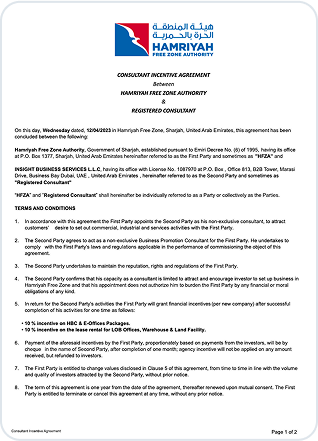 هيئة المنطقة
الحرة بالحمرية
HAMRIYAH
FREE ZONE AUTHORITY
CONSULTANT INCENTIVE AGREEMENT
Between
HAMRIYAH FREE ZONE AUTHORITY
&
REGISTERED CONSULTANT
On this day, Wednesday dated, 12/04/2023 in Hamriyah Free Zone, Sharjah, United Arab Emirates, this agreement has been
concluded between the following:
Hamriyah Free Zone Authority, Government of Sharjah, established pursuant to Emiri Decree No. (6) of 1995, having its office
at P.O. Box 1377, Sharjah, United Arab Emirates hereinafter referred to as the First Party and sometimes as "HFZA" and
INSIGHT BUSINESS SERVICES L.L.C, having its office with License No. 1087970 at P.O. Box , Office 813, B2B Tower, Marasi
Drive, Business Bay Dubai, UAE , United Arab Emirates , hereinafter referred to as the Second Party and sometimes as
"Registered Consultant"
"HFZA" and "Registered Consultant" shall hereinafter be individually referred to as a Party or collectively as the Parties.
TERMS AND CONDITIONS
1. In accordance with this agreement the First Party appoints the Second Party as his non-exclusive consultant, to attract
customers' desire to set out commercial, industrial and services activities with the First Party.
2. The Second Party agrees to act as a non-exclusive Business Promotion Consultant for the First Party. He undertakes to
comply with the First Party's laws and regulations applicable in the performance of commissioning the object of this
agreement.
3. The Second Party undertakes to maintain the reputation, rights and regulations of the First Party.
4. The Second Party confirms that his capacity as a consultant is limited to attract and encourage investor to set up business in
Hamriyah Free Zone and that his appointment does not authorize him to burden the First Party by any financial or moral
obligations of any kind.
5. In return for the Second Party's activities the First Party will grant financial incentives (per new company) after successful
completion of his activities for one time as follows:
• 10 % incentive on HBC & E-Offices Packages.
• 10 % incentive on the lease rental for LOB Offices, Warehouse & Land Facility.
6. Payment of the aforesaid incentives by the First Party, proportionately based on payments from the investors, will be by
cheque in the name of Second Party, after completion of one month; agency incentive will not be applied on any amount
received, but refunded to investors.
7. The First Party is entitled to change values disclosed in Clause 5 of this agreement, from time to time in line with the volume
and quality of investors attracted by the Second Party, without prior notice.
8. The term of this agreement is one year from the date of the agreement, thereafter renewed upon mutual consent. The First
Party is entitled to terminate or cancel this agreement at any time, without any prior notice.
Consultant Incentive Agreement
Page 1 of 2